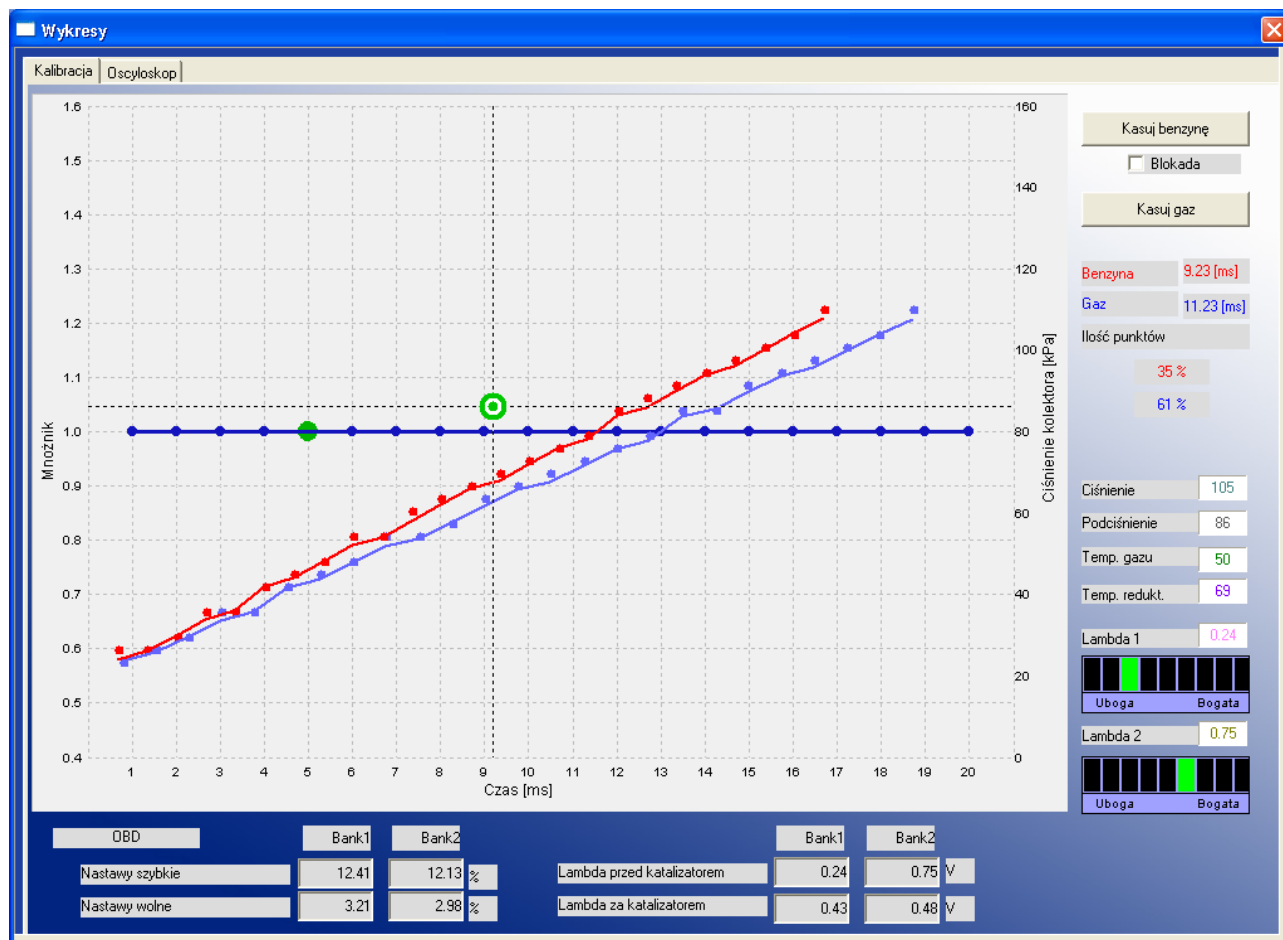 Wykresy
Kalibracja Oscyloskop
1.6
1.5
1.4
1.3
1.2
1.1
1.0
0.9
0.8
0.7
0.6
0.5
0.4
Mnożnik
160
140
120
100
80
60
40
20
0
Ciśnienie kolektora [kPa]
1 2 3 4 5 6 7 8 9 10 11 12 13 14 15 16 17 18 19 20
Czas [ms]
Kasuj benzynę
Blokada
Kasuj gaz
Benzyna 9.23 [ms]
Gaz 11.23 [ms]
Ilość punktów
35 %
61 %
Ciśnienie 105
Podciśnienie 86
Temp. gazu 50
Temp. redukt. 69
Lambda 1 0.24
Uboga Bogata
Lambda 2 0.75
Uboga Bogata
OBD Bank1 Bank2
Nastawy szybkie 12.41 12.13 %
Nastawy wolne 3.21 2.98 %
Bank1 Bank2
Lambda przed katalizatorem 0.24 0.75 V
Lambda za katalizatorem 0.43 0.48 V